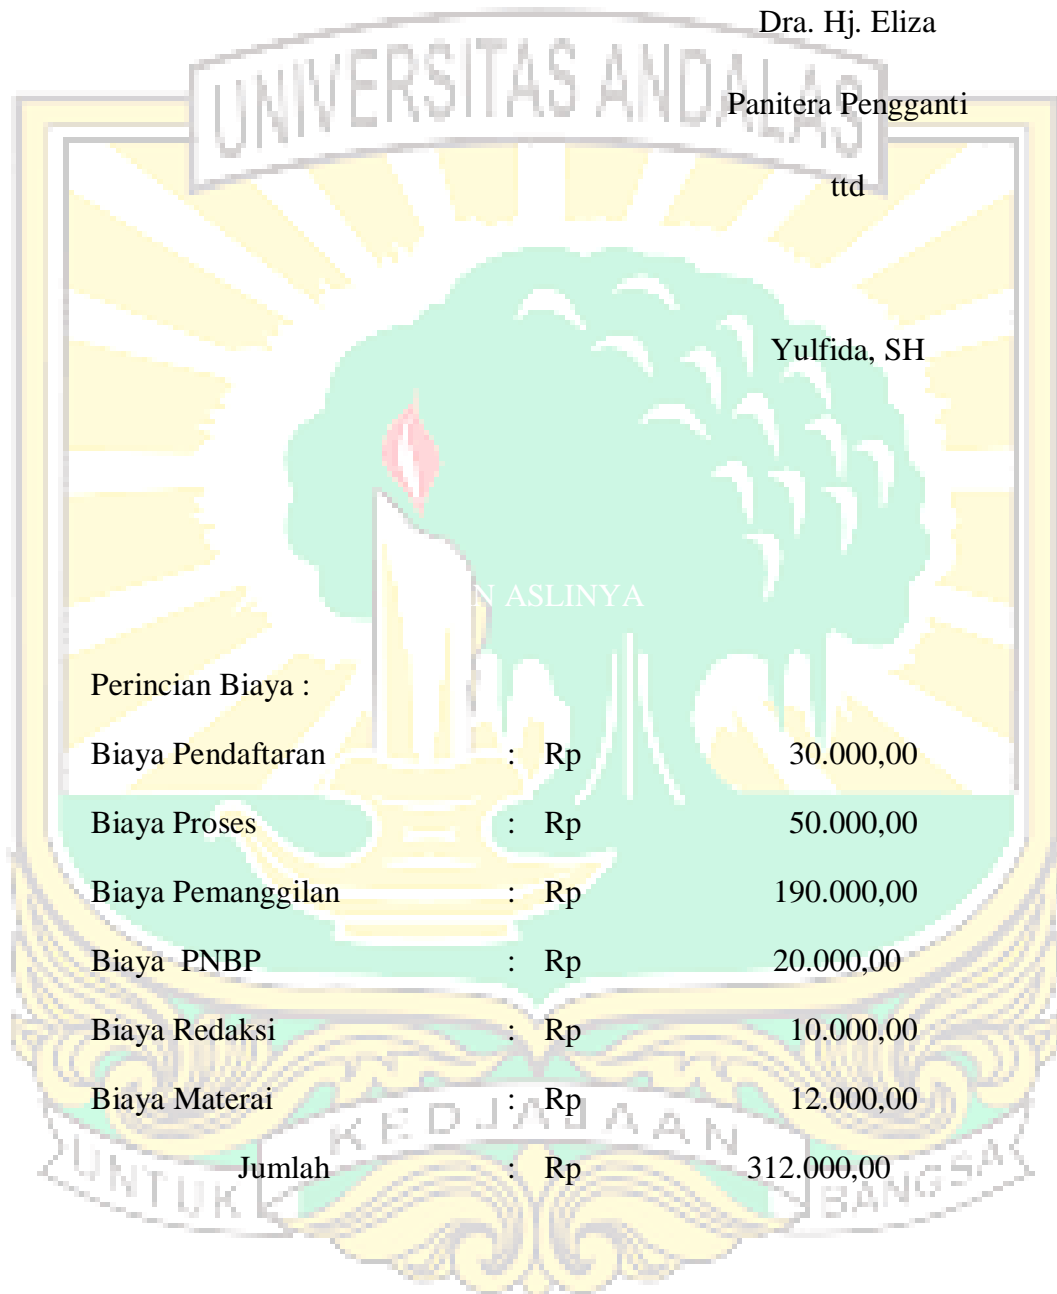 Dra. Hj. Eliza
UNIVERSITAS ANDALAS
Panitera Pengganti
ttd
Yulfida, SH
N ASLINYA
Perincian Biaya :
Biaya Pendaftaran : Rp 30.000,00
Biaya Proses : Rp 50.000,00
Biaya Pemanggilan : Rp 190.000,00
Biaya PNBP : Rp 20.000,00
Biaya Redaksi : Rp 10.000,00
Biaya Materai : Rp 12.000,00
Jumlah : Rp 312.000,00
UNTUK KEDJAJAAN BANGSA